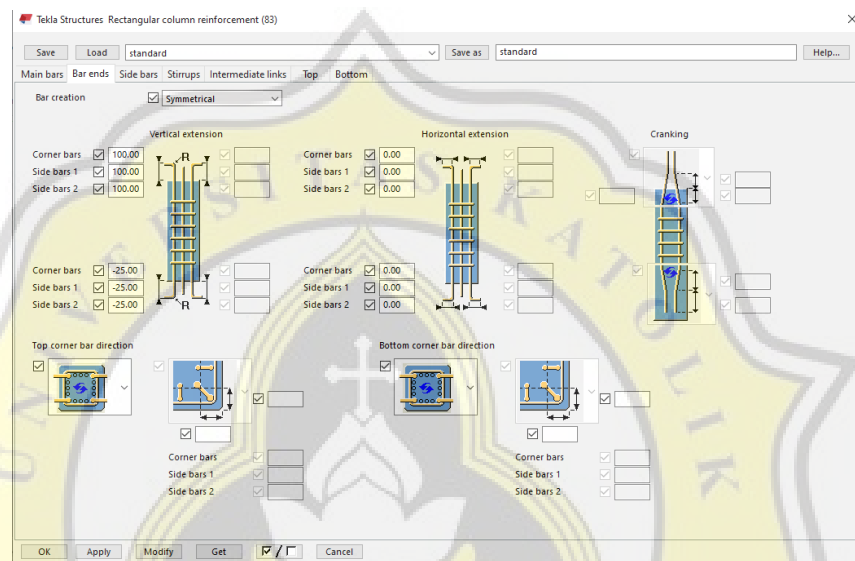 Tekla Structures Rectangular column reinforcement (83)
Save Load standard Save as standard Help...
Main bars Bar ends Side bars Stirrups Intermediate links Top Bottom
Bar creation Symmetrical
Vertical extension Horizontal extension Cranking
Corner bars 100.00 R Corner bars 0.00
Side bars 1 100.00 Side bars 1 0.00
Side bars 2 100.00 Side bars 2 0.00
Corner bars -25.00 Corner bars 0.00
Side bars 1 -25.00 Side bars 1 0.00
Side bars 2 -25.00 R Side bars 2 0.00
Top corner bar direction Bottom corner bar direction
Corner bars Corner bars
Side bars 1 Side bars 1
Side bars 2 Side bars 2
OK Apply Modify Get / Cancel
UNIVERSITAS KATOLIK